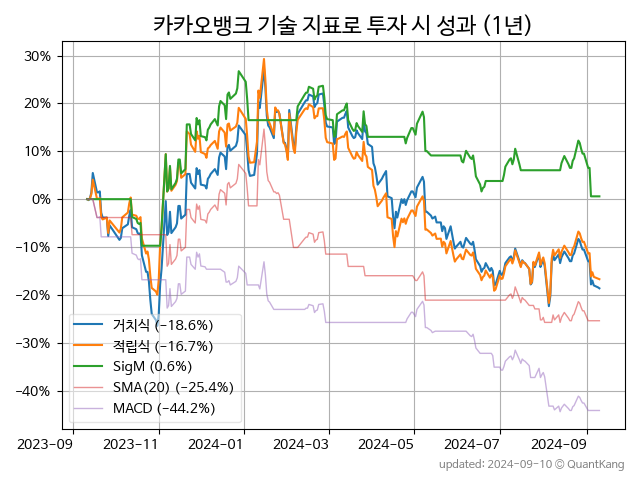 카카오뱅크 기술 지표로 투자 시 성과 (1년)
30%
20%
10%
0%
−10%
−20%
−30%
−40%
거치식 (−18.6%)
적립식 (−16.7%)
SigM (0.6%)
SMA(20) (−25.4%)
MACD (−44.2%)
2023-09 2023-11 2024-01 2024-03 2024-05 2024-07 2024-09
updated: 2024-09-10 © QuantKang